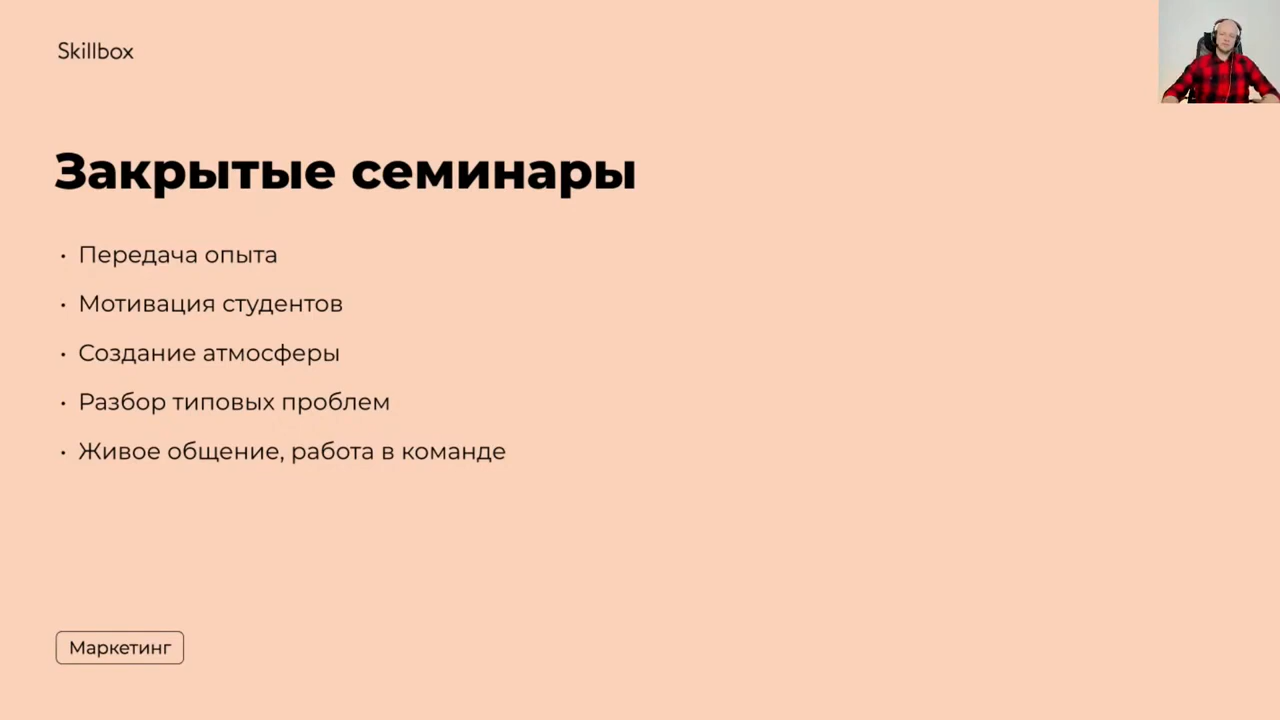 Skillbox
Закрытые семинары
• Передача опыта
• Мотивация студентов
• Создание атмосферы
• Разбор типовых проблем
• Живое общение, работа в команде
Маркетинг